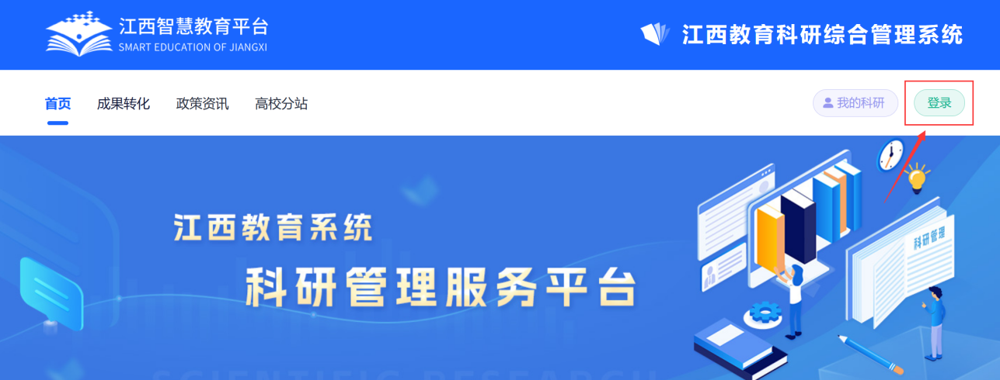 江西智慧教育平台
SMART EDUCATION OF JIANGXI
江西教育科研综合管理系统
首页 成果转化 政策资讯 高校分站 我的科研 登录
江西教育系统
科研管理服务平台
科研管理
SCIENTIFIC RESEARCH